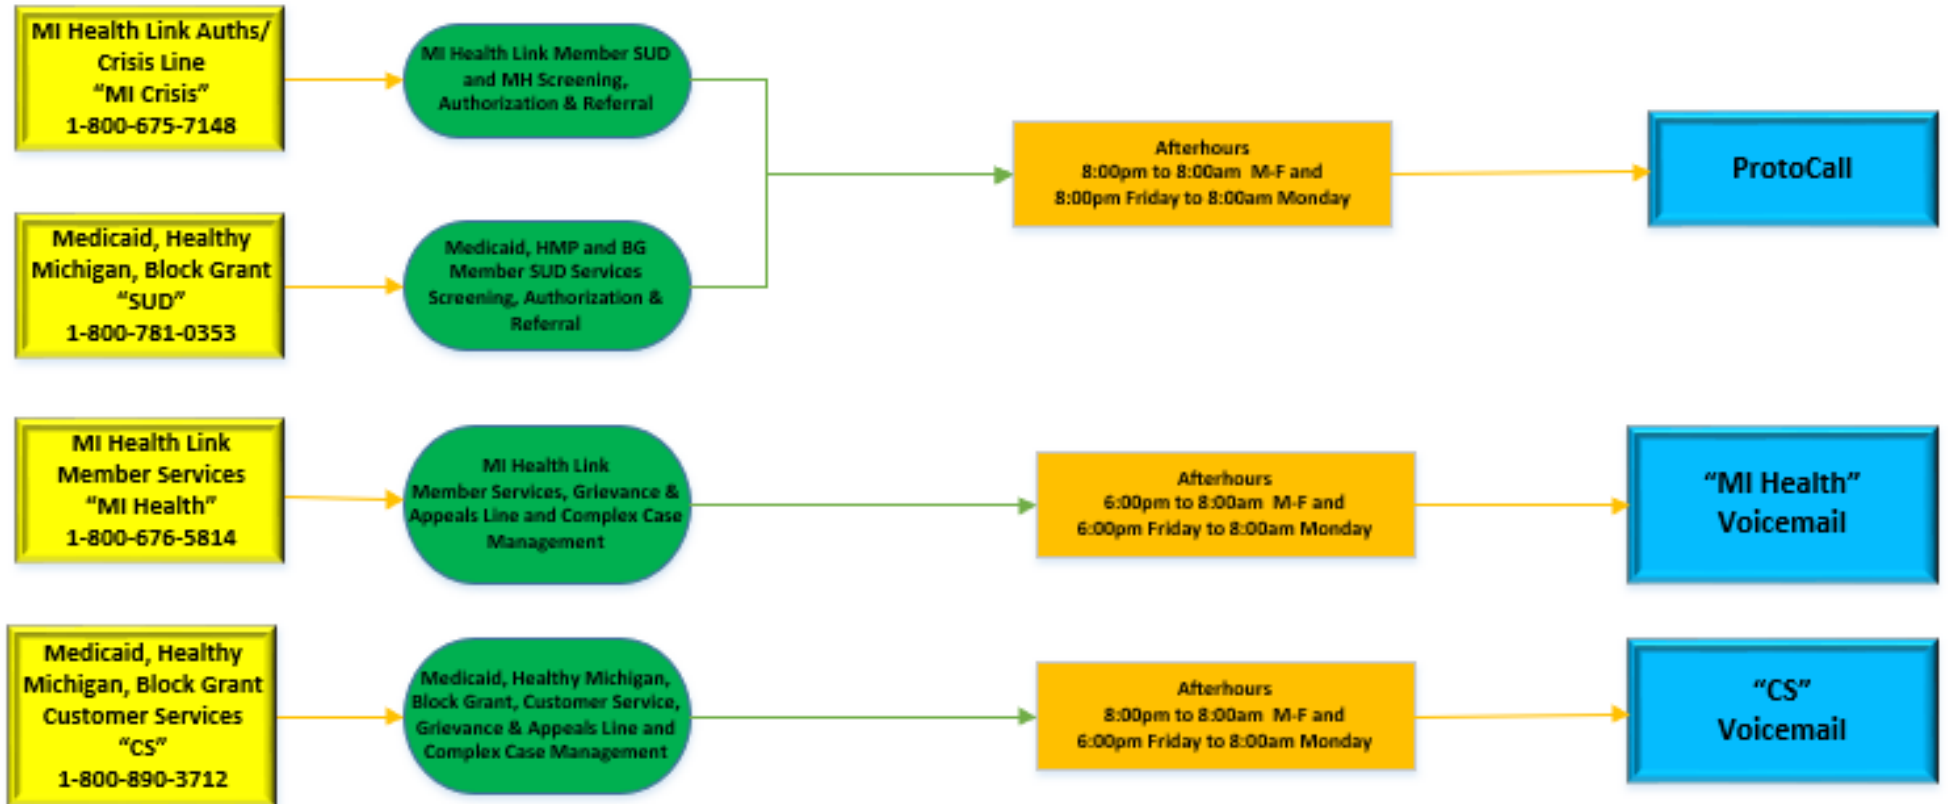 MI Health Link Auths/
Crisis Line
“MI Crisis”
1-800-675-7148
MI Health Link Member SUD
and MH Screening,
Authorization & Referral
Afterhours
8:00pm to 8:00am M-F and
8:00pm Friday to 8:00am Monday
ProtoCall
Medicaid, Healthy
Michigan, Block Grant
“SUD”
1-800-781-0353
Medicaid, HMP and BG
Member SUD Services
Screening, Authorization &
Referral
MI Health Link
Member Services
“MI Health”
1-800-676-5814
MI Health Link
Member Services, Grievance &
Appeals Line and Complex Case
Management
Afterhours
6:00pm to 8:00am M-F and
6:00pm Friday to 8:00am Monday
“MI Health”
Voicemail
Medicaid, Healthy
Michigan, Block Grant
Customer Services
“CS”
1-800-890-3712
Medicaid, Healthy Michigan,
Block Grant, Customer Service,
Grievance & Appeals Line and
Complex Case Management
Afterhours
8:00pm to 8:00am M-F and
6:00pm Friday to 8:00am Monday
“CS”
Voicemail